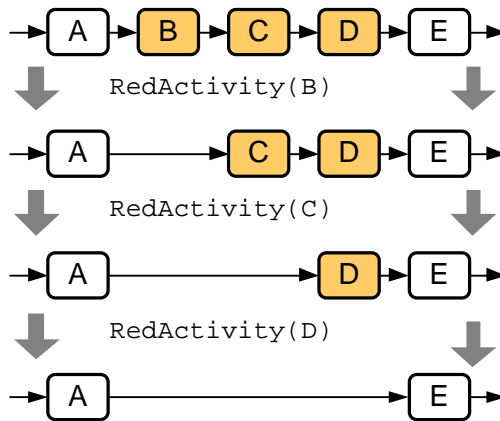 A B C D E
RedActivity(B)
A C D E
RedActivity(C)
A D E
RedActivity(D)
A E